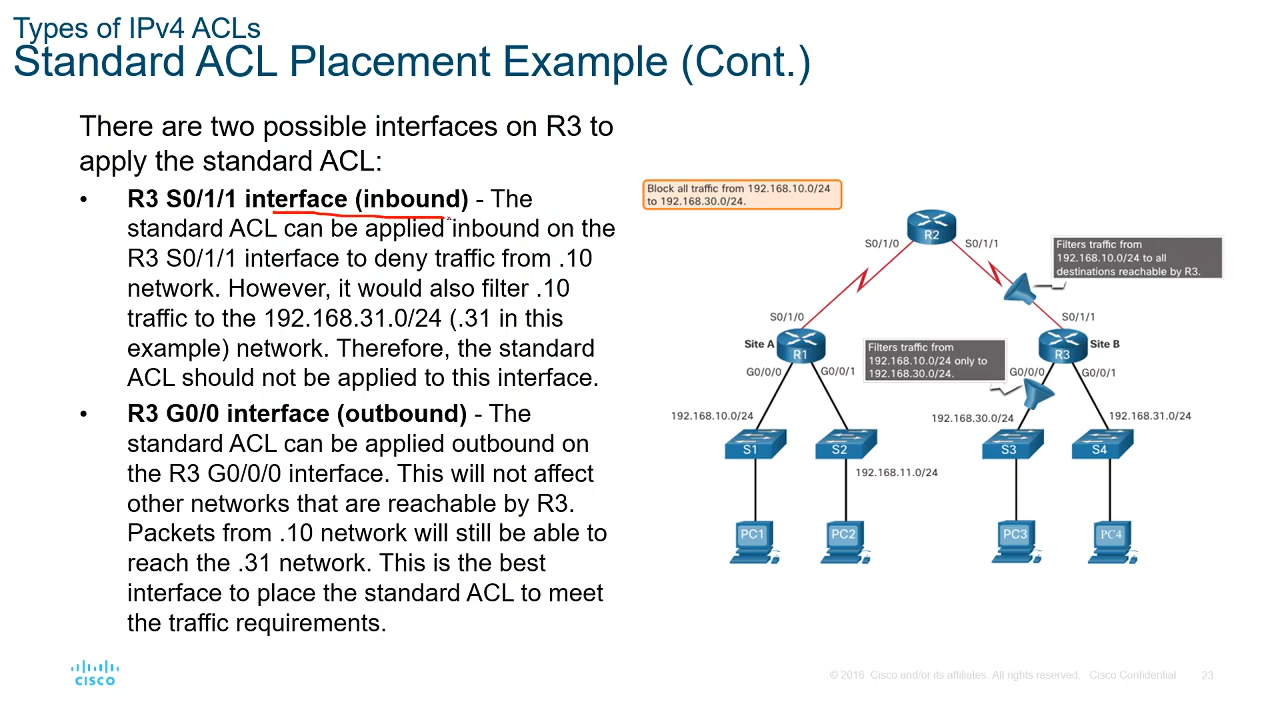 Types of IPv4 ACLs
Standard ACL Placement Example (Cont.)
There are two possible interfaces on R3 to
apply the standard ACL:
• R3 S0/1/1 interface (inbound) - The
standard ACL can be applied inbound on the
R3 S0/1/1 interface to deny traffic from .10
network. However, it would also filter .10
traffic to the 192.168.31.0/24 (.31 in this
example) network. Therefore, the standard
ACL should not be applied to this interface.
• R3 G0/0 interface (outbound) - The
standard ACL can be applied outbound on
the R3 G0/0/0 interface. This will not affect
other networks that are reachable by R3.
Packets from .10 network will still be able to
reach the .31 network. This is the best
interface to place the standard ACL to meet
the traffic requirements.
Block all traffic from 192.168.10.0/24
to 192.168.30.0/24.
R2
S0/1/0
S0/1/1
Filters traffic from
192.168.10.0/24 to all
destinations reachable by R3.
S0/1/0
S0/1/1
Site A
R1
Filters traffic from
192.168.10.0/24 only to
192.168.30.0/24.
R3
Site B
G0/0/0
G0/0/1
G0/0/0
G0/0/1
192.168.10.0/24
192.168.30.0/24
192.168.31.0/24
S1
S2
S3
S4
192.168.11.0/24
PC1
PC2
PC3
PC4
CISCO
© 2016 Cisco and/or its affiliates. All rights reserved. Cisco Confidential
23